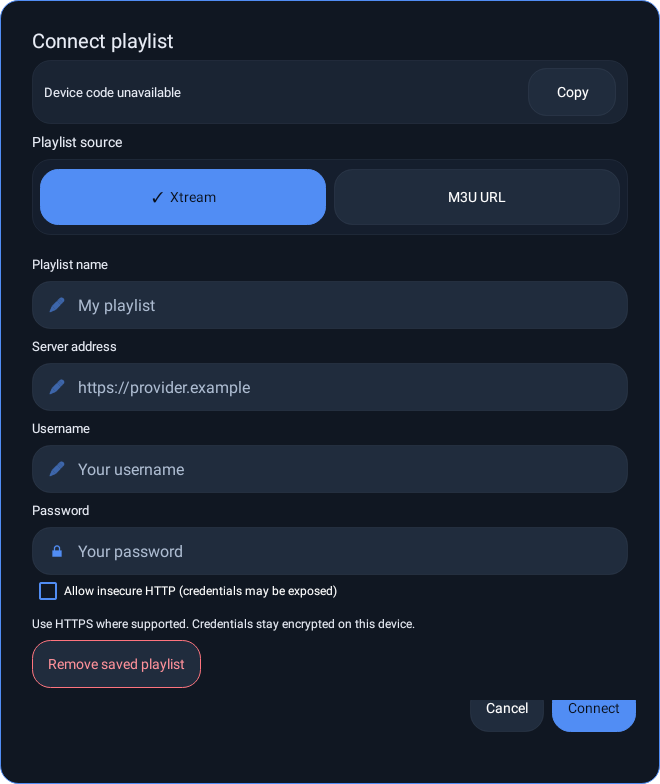 Connect playlist
Device code unavailable
Copy
Playlist source
✓ Xtream
M3U URL
Playlist name
My playlist
Server address
https://provider.example
Username
Your username
Password
Your password
Allow insecure HTTP (credentials may be exposed)
Use HTTPS where supported. Credentials stay encrypted on this device.
Remove saved playlist
Cancel
Connect